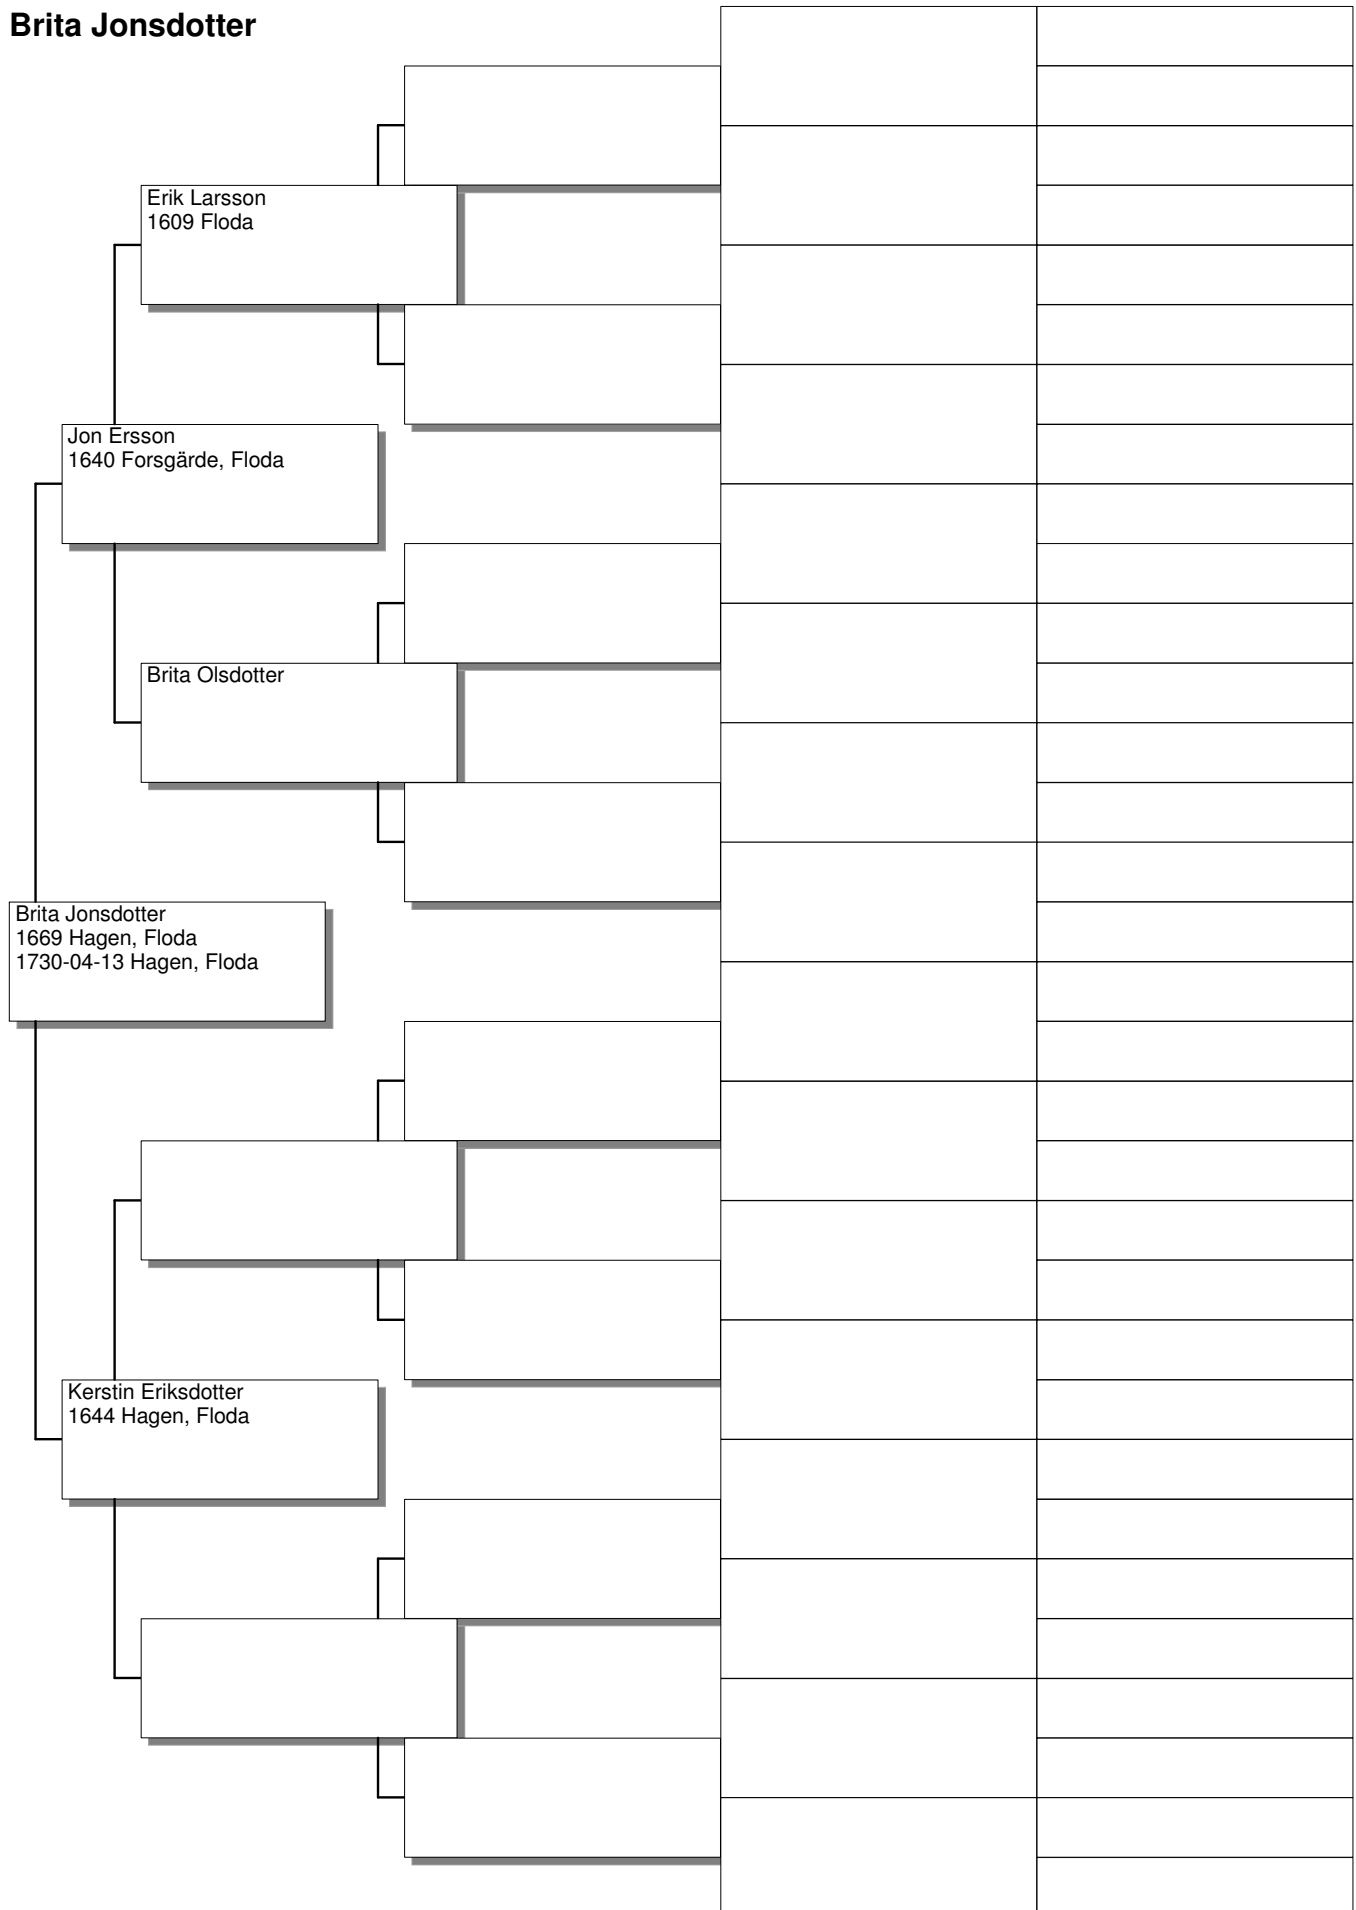 Brita Jonsdotter
Erik Larsson
1609 Floda
Jon Ersson
1640 Forsgärde, Floda
Brita Olsdotter
Brita Jonsdotter
1669 Hagen, Floda
1730-04-13 Hagen, Floda
Kerstin Eriksdotter
1644 Hagen, Floda